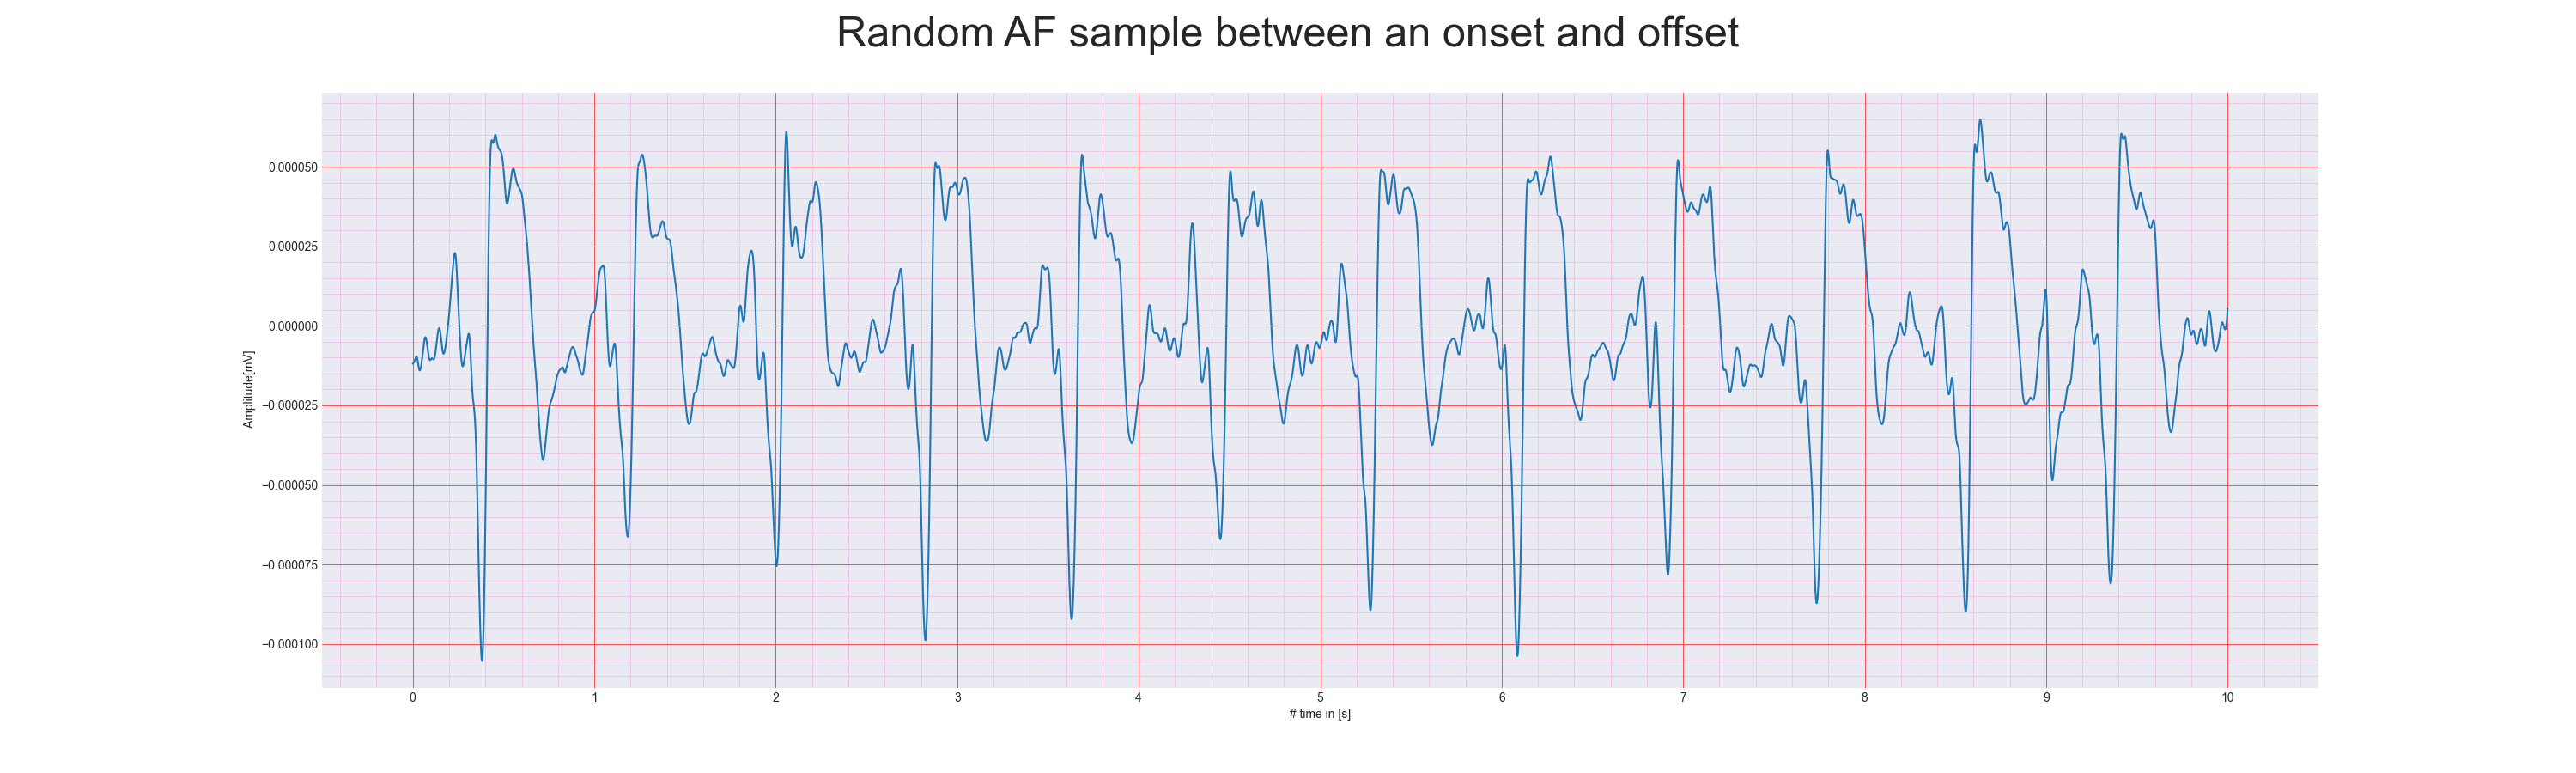 Random AF sample between an onset and offset
Amplitude[mV]
0.000050
0.000025
0.000000
−0.000025
−0.000050
−0.000075
−0.000100
0 1 2 3 4 5 6 7 8 9 10
# time in [s]